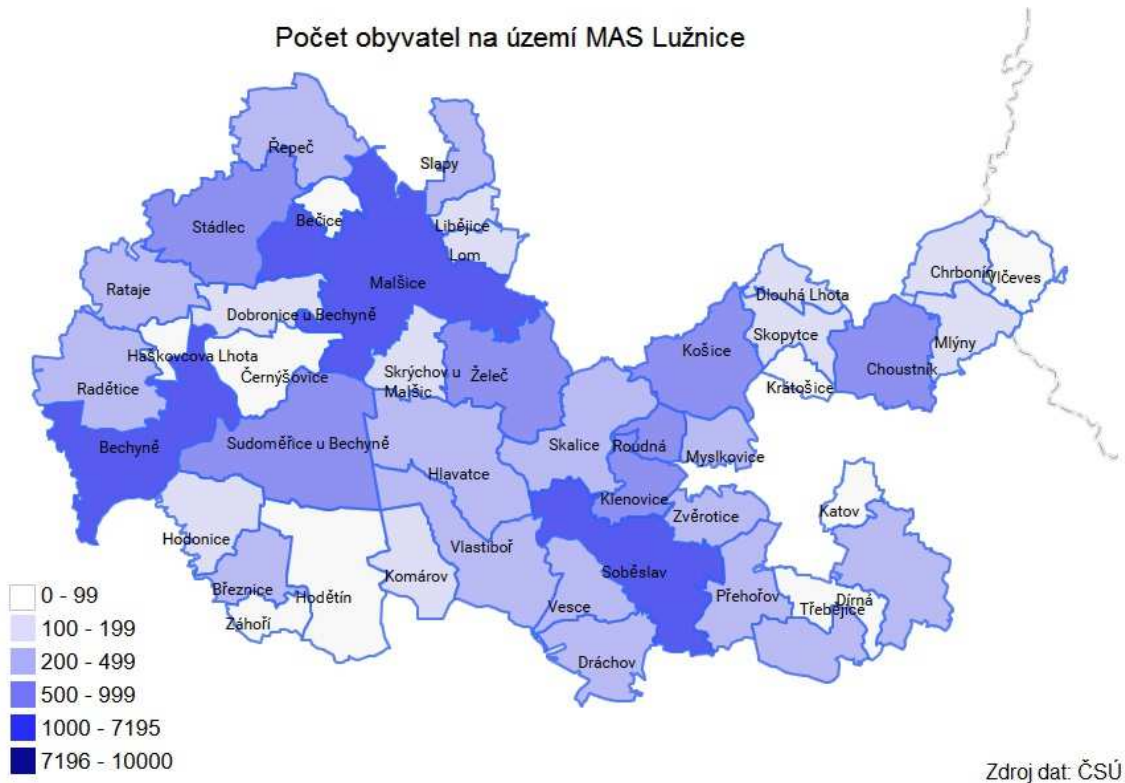 Počet obyvatel na území MAS Lužnice
Řepeč
Slapy
Bečice
Stádlec
Libějice
Lom
Rataje
Malšice
Chrbonín
Vlčeves
Dlouhá Lhota
Dobronice u Bechyně
Skopytce
Mlýny
Košice
Haškovcova Lhota
Choustník
Radětice
Černýšovice
Skrýchov u
Malšic
Želeč
Krátošice
Bechyně
Sudoměřice u Bechyně
Skalice
Roudná
Myslkovice
Hlavatce
Klenovice
Katov
Zvěrotice
Hodonice
Vlastiboř
Komárov
Soběslav
Březnice
Hodětín
Vesce
Přehořov
Dírná
Třebějice
Záhoří
Dráchov
0 - 99
100 - 199
200 - 499
500 - 999
1000 - 7195
7196 - 10000
Zdroj dat: ČSÚ